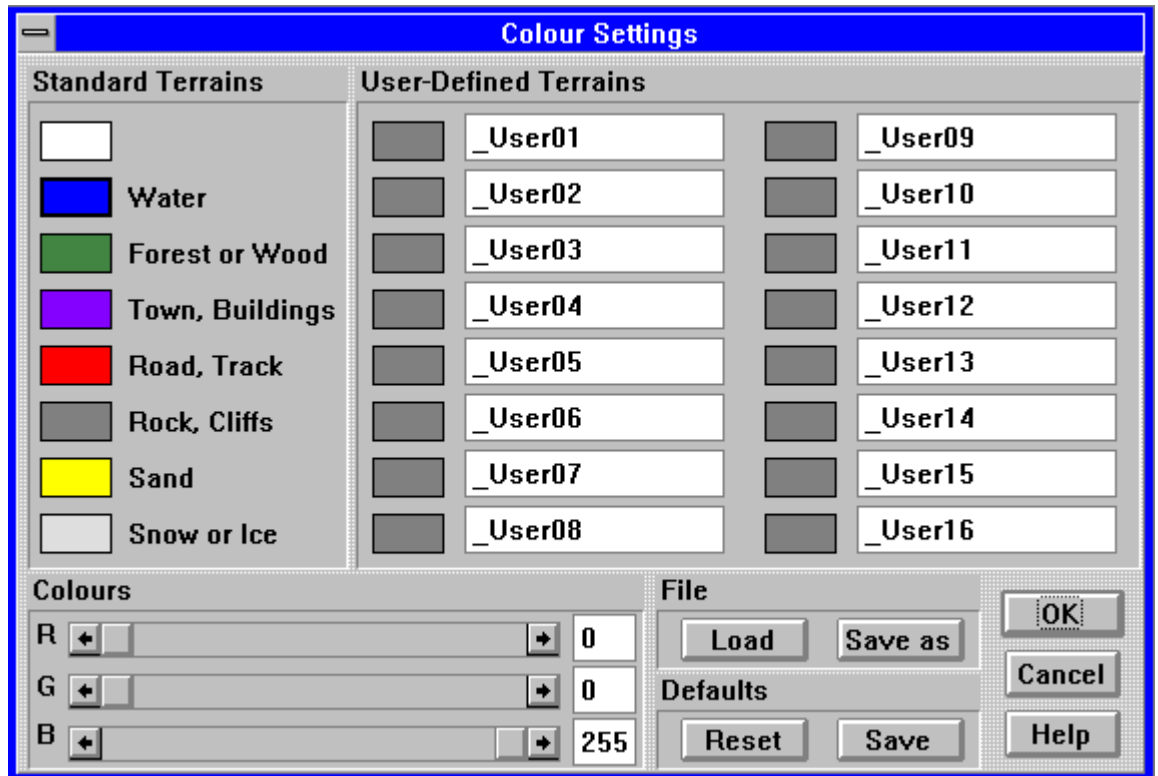 Colour Settings
Standard Terrains
Water
Forest or Wood
Town, Buildings
Road, Track
Rock, Cliffs
Sand
Snow or Ice
User-Defined Terrains
_User01
_User02
_User03
_User04
_User05
_User06
_User07
_User08
_User09
_User10
_User11
_User12
_User13
_User14
_User15
_User16
Colours
R 0
G 0
B 255
File
Load Save as
Defaults
Reset Save
OK
Cancel
Help